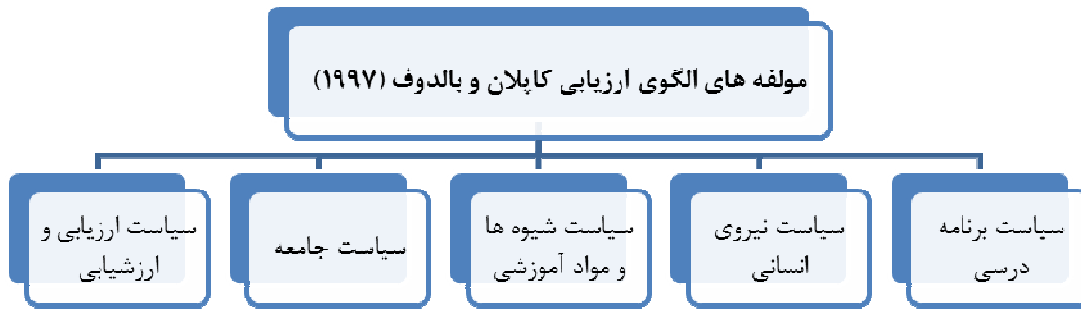 مولفه های الگوی ارزیابی کاپلان و بالدوف (۱۹۹۷)
سیاست برنامه
درسی
سیاست نیروی
انسانی
سیاست شیوه ها
و مواد آموزشی
سیاست جامعه
سیاست ارزیابی و
ارزشیابی